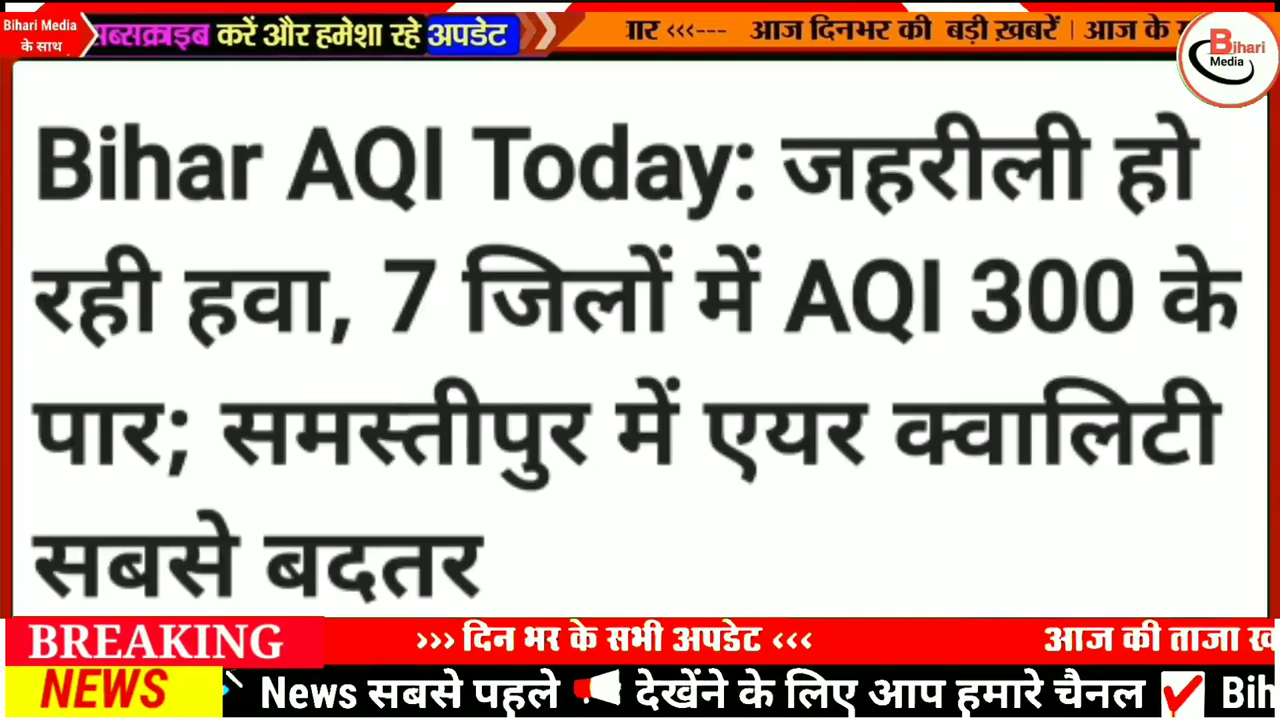 Bihari Media
के साथ
सब्सक्राइब करें और हमेशा रहे अपडेट
आज दिनभर की बड़ी ख़बरें | आज के
Bihari
Media
Bihar AQI Today: जहरीली हो
रही हवा, 7 जिलों में AQI 300 के
पार; समस्तीपुर में एयर क्वालिटी
सबसे बदतर
BREAKING
NEWS
››› दिन भर के सभी अपडेट ‹‹‹ आज की ताजा
News सबसे पहले देखेंने के लिए आप हमारे चैनल